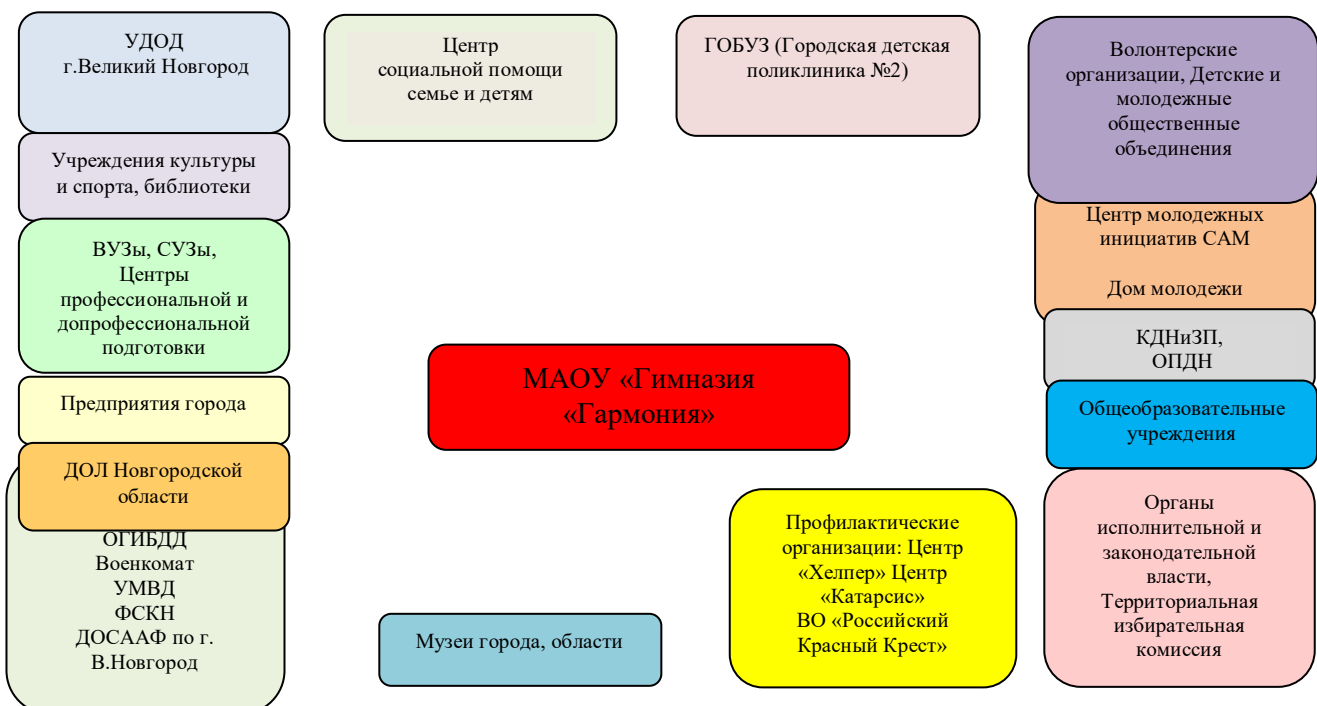 УДОД
г.Великий Новгород
Центр
социальной помощи
семье и детям
ГОБУЗ (Городская детская
поликлиника №2)
Волонтерские
организации, Детские и
молодежные
общественные
объединения
Учреждения культуры
и спорта, библиотеки
Центр молодежных
инициатив САМ
Дом молодежи
ВУЗы, СУЗы,
Центры
профессиональной и
допрофессиональной
подготовки
КДНиЗП,
ОПДН
МАОУ «Гимназия
«Гармония»
Предприятия города
Общеобразовательные
учреждения
ДОЛ Новгородской
области
ОГИБДД
Военкомат
УМВД
ФСКН
ДОСААФ по г.
В.Новгород
Музеи города, области
Профилактические
организации: Центр
«Хелпер» Центр
«Катарсис»
ВО «Российский
Красный Крест»
Органы
исполнительной и
законодательной
власти,
Территориальная
избирательная
комиссия